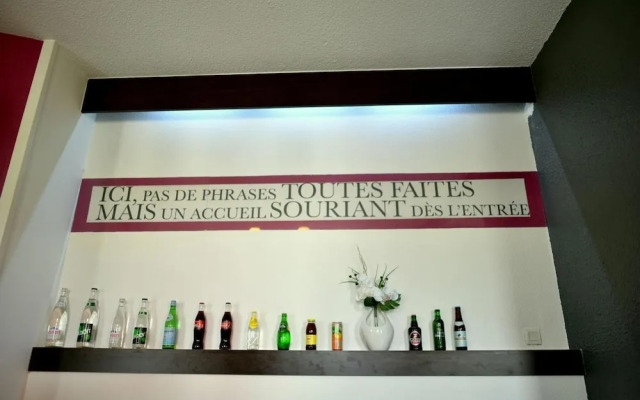 ICI, PAS DE PHRASES TOUTES FAITES
MAIS UN ACCUEIL SOURIANT DÈS L'ENTRÉE